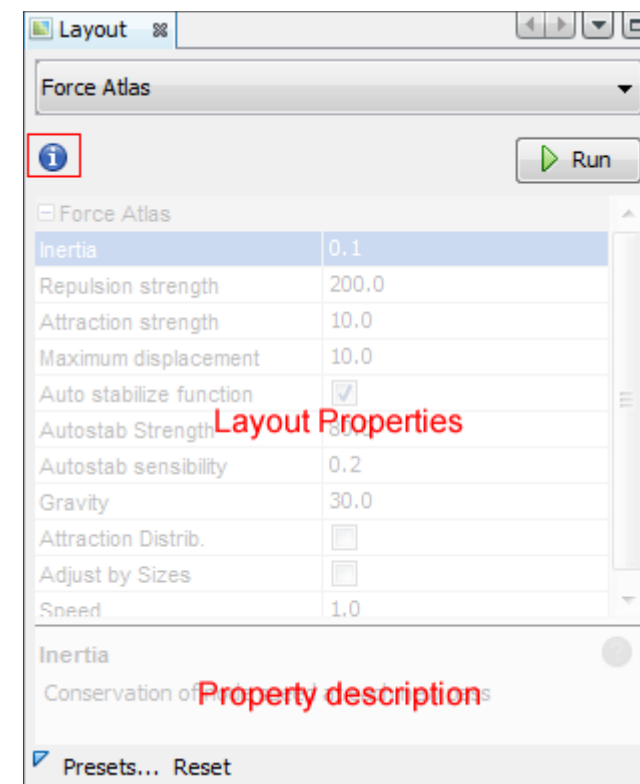 Layout
Force Atlas
Run
Force Atlas
Inertia 0.1
Repulsion strength 200.0
Attraction strength 10.0
Maximum displacement 10.0
Auto stabilize function
Layout Properties
Autostab Strength
Autostab sensibility 0.2
Gravity 30.0
Attraction Distrib.
Adjust by Sizes
Speed 1.0
Inertia
Conservation of
Property description
Presets... Reset